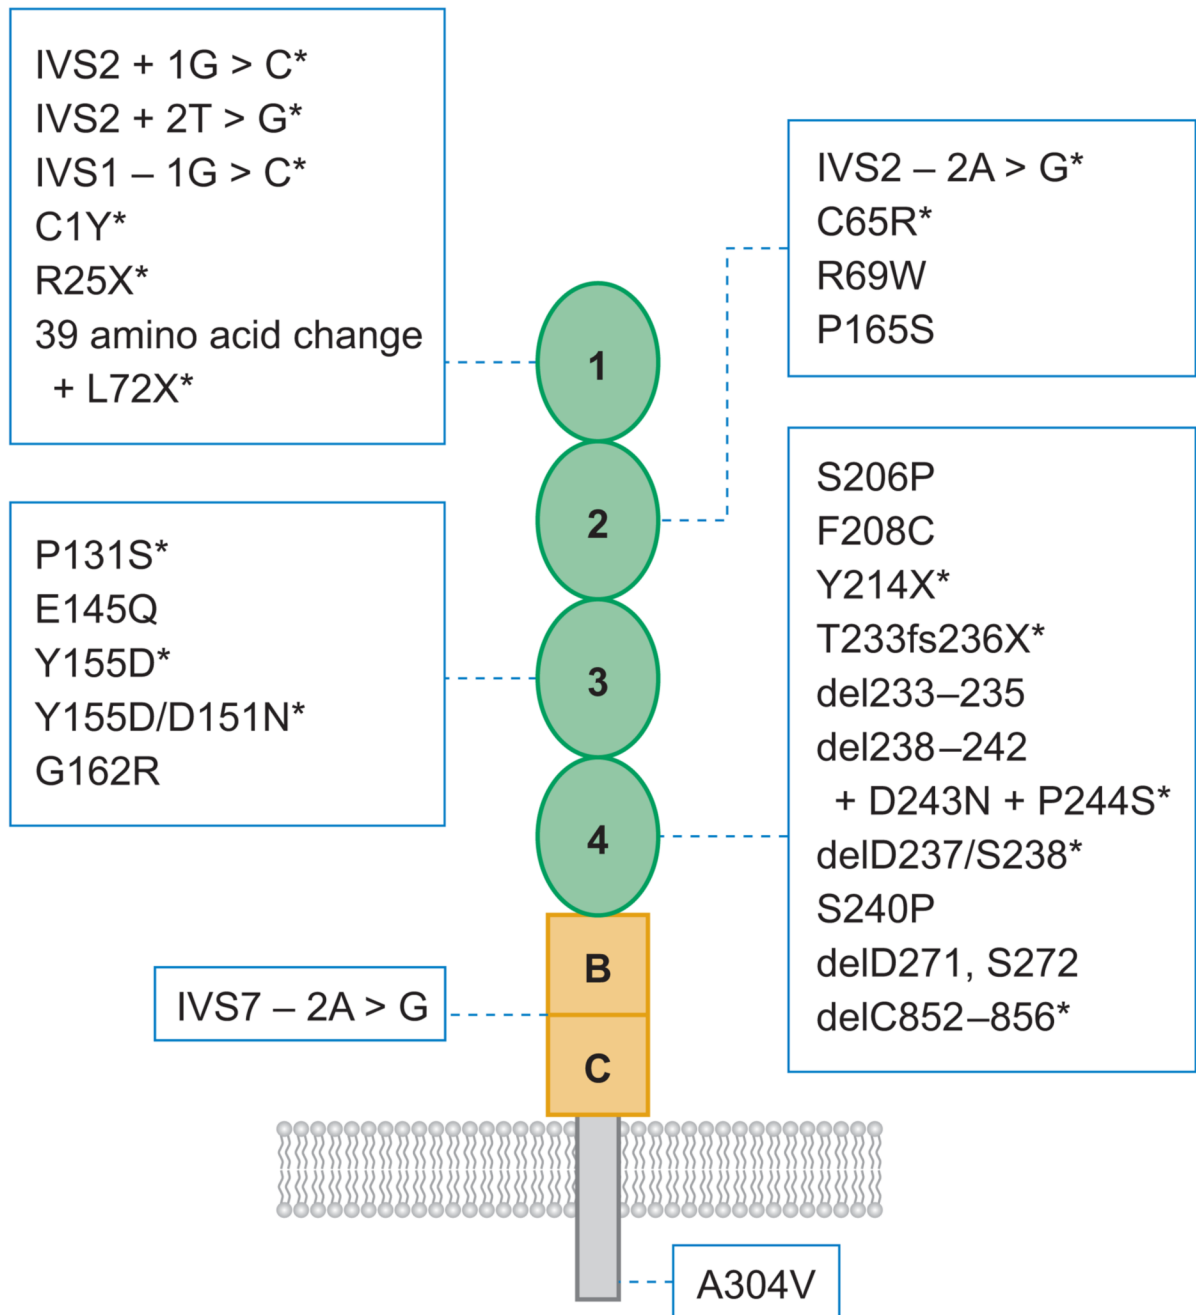 IVS2 + 1G > C*
IVS2 + 2T > G*
IVS1 – 1G > C*
C1Y*
R25X*
39 amino acid change
+ L72X*
IVS2 – 2A > G*
C65R*
R69W
P165S
1
2
3
4
B
C
P131S*
E145Q
Y155D*
Y155D/D151N*
G162R
S206P
F208C
Y214X*
T233fs236X*
del233–235
del238–242
+ D243N + P244S*
delD237/S238*
S240P
delD271, S272
delC852–856*
IVS7 – 2A > G
A304V